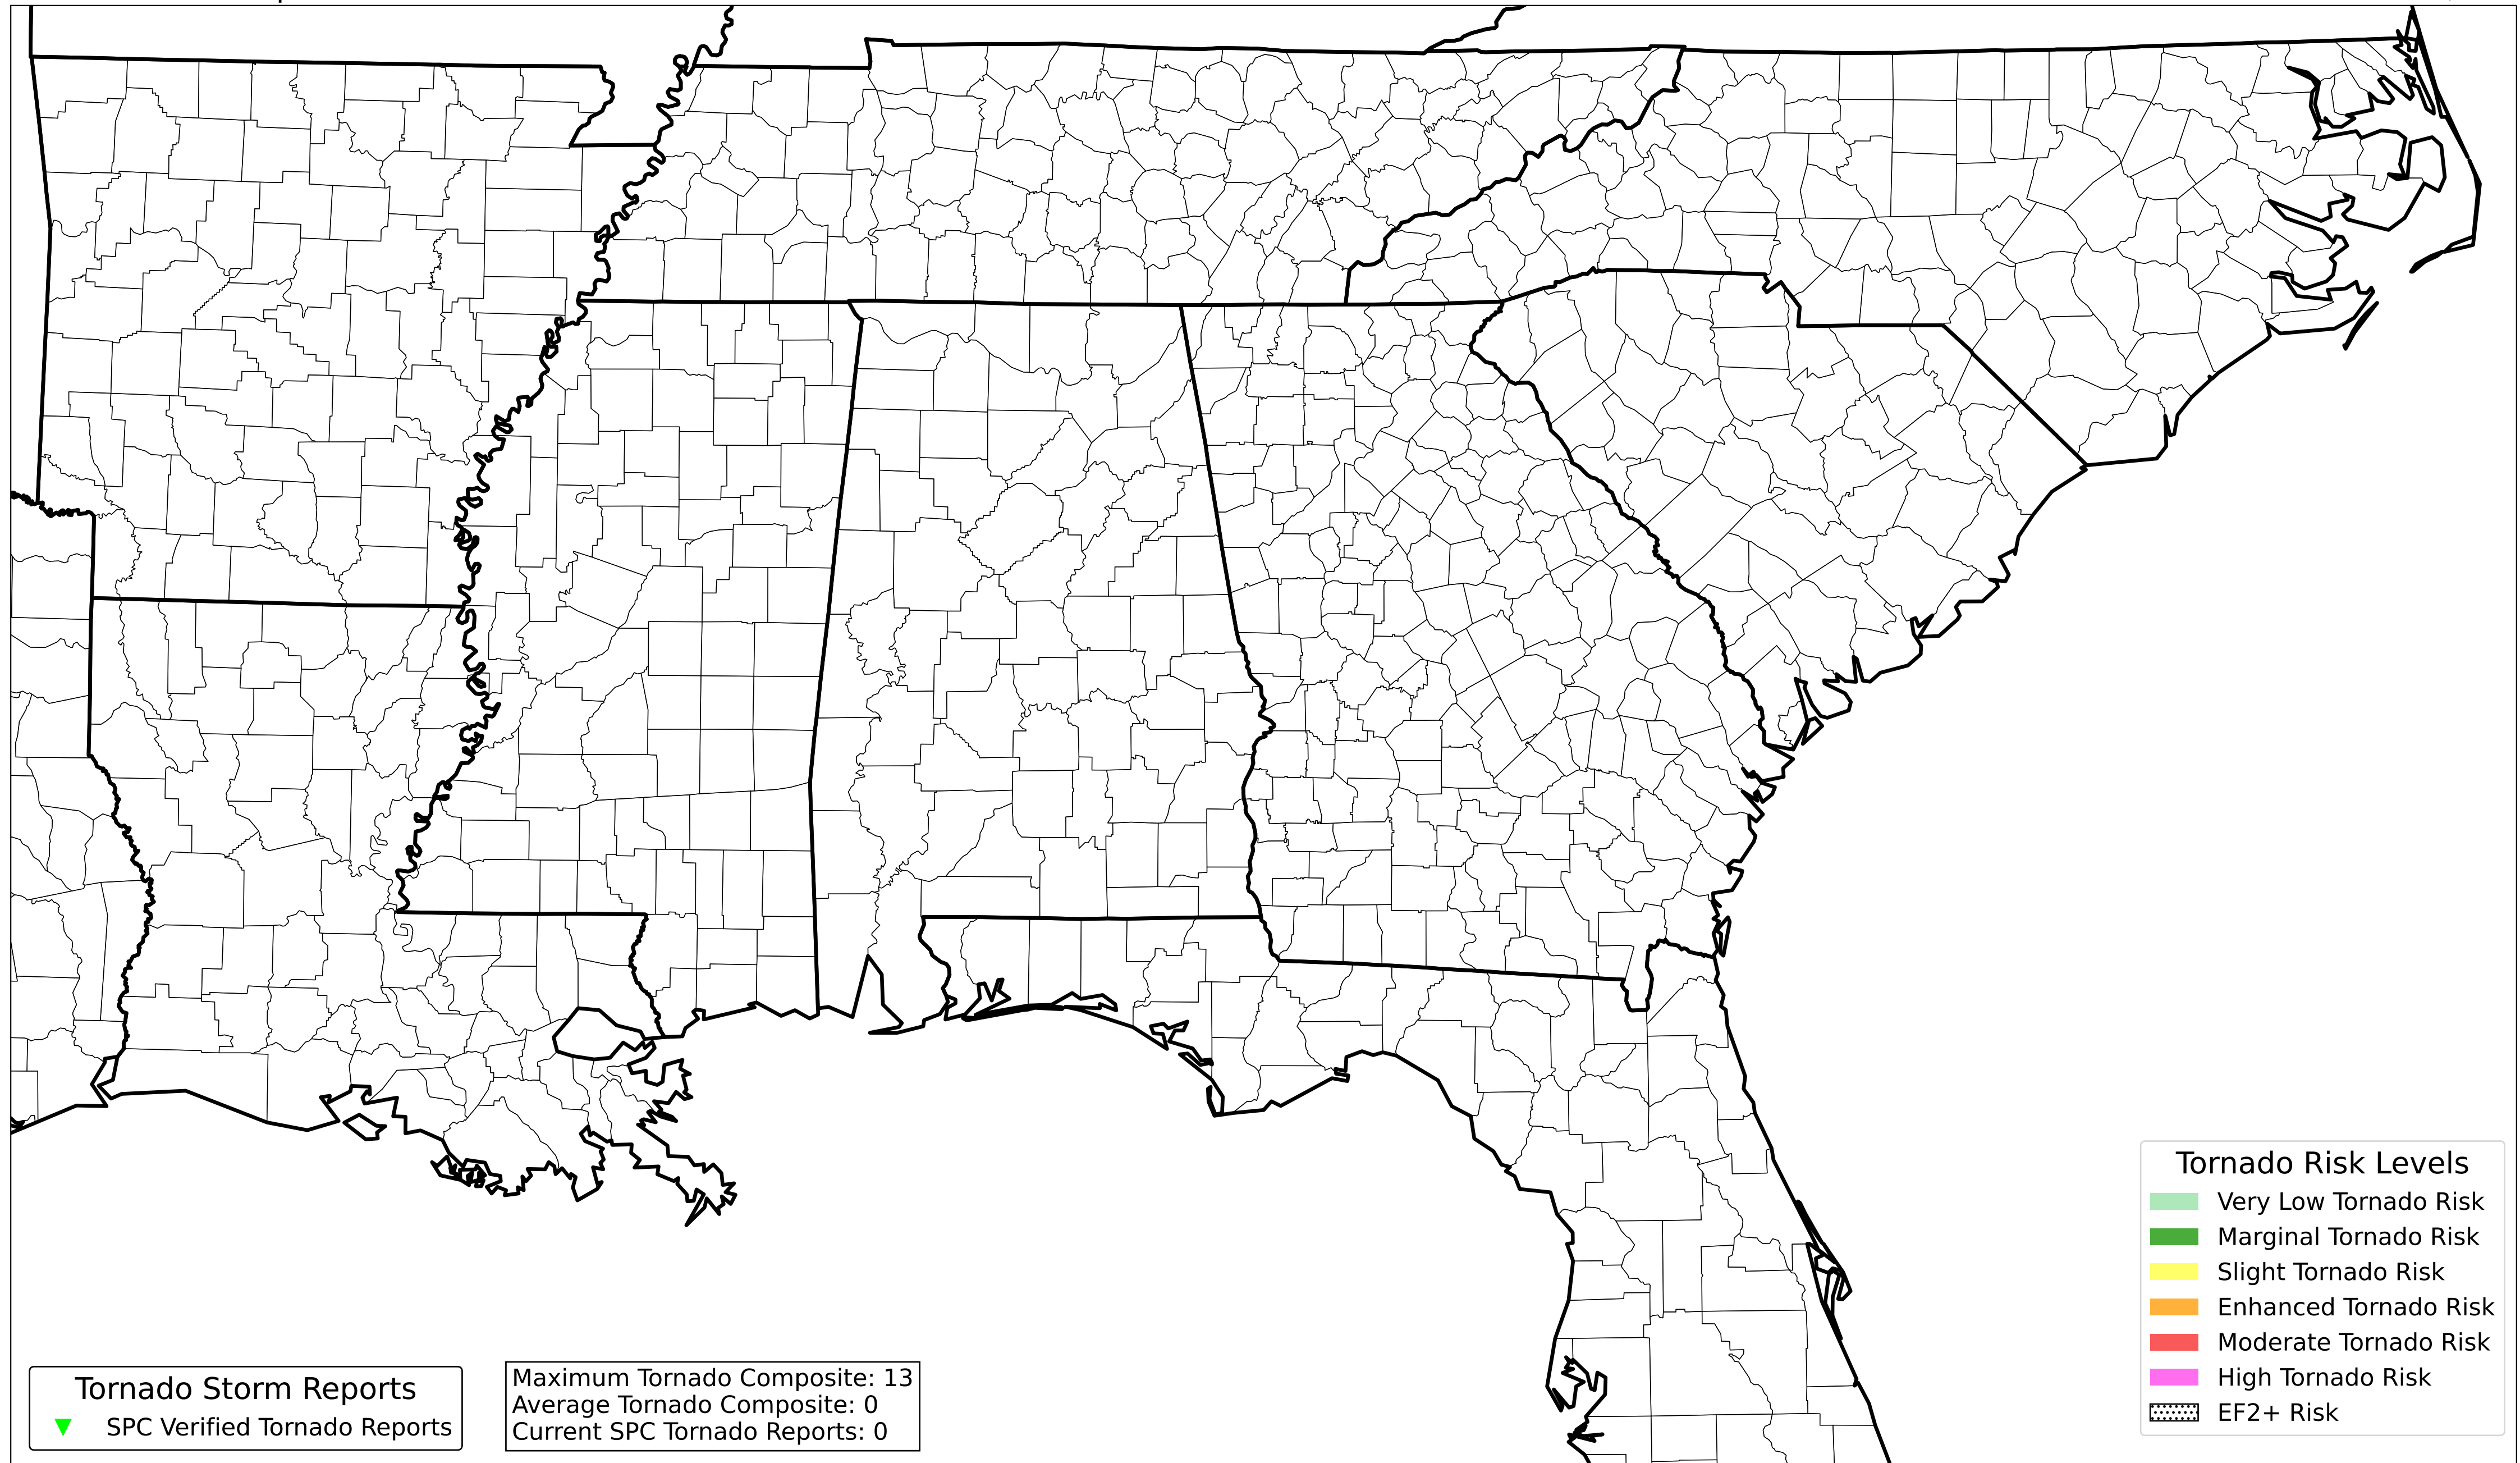 Tornado Risk Levels
Very Low Tornado Risk
Marginal Tornado Risk
Slight Tornado Risk
Enhanced Tornado Risk
Moderate Tornado Risk
High Tornado Risk
EF2+ Risk
Tornado Storm Reports
SPC Verified Tornado Reports
Maximum Tornado Composite: 13
Average Tornado Composite: 0
Current SPC Tornado Reports: 0